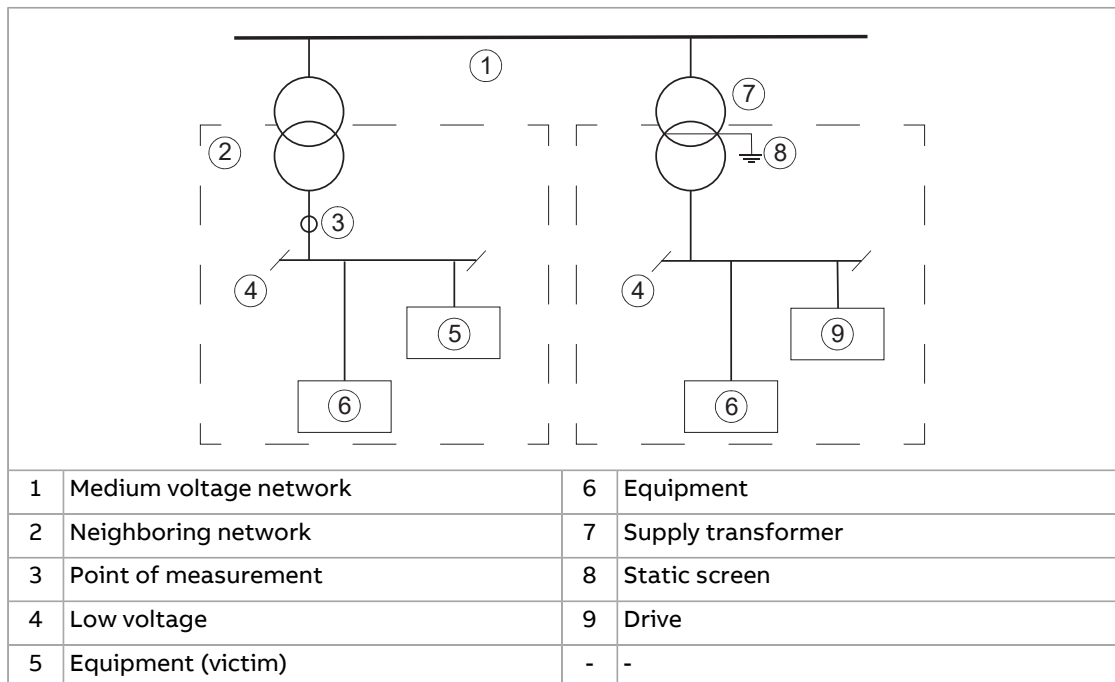 1
7
2
8
3
4
4
5
9
6
6
1 Medium voltage network 6 Equipment
2 Neighboring network 7 Supply transformer
3 Point of measurement 8 Static screen
4 Low voltage 9 Drive
5 Equipment (victim) - -